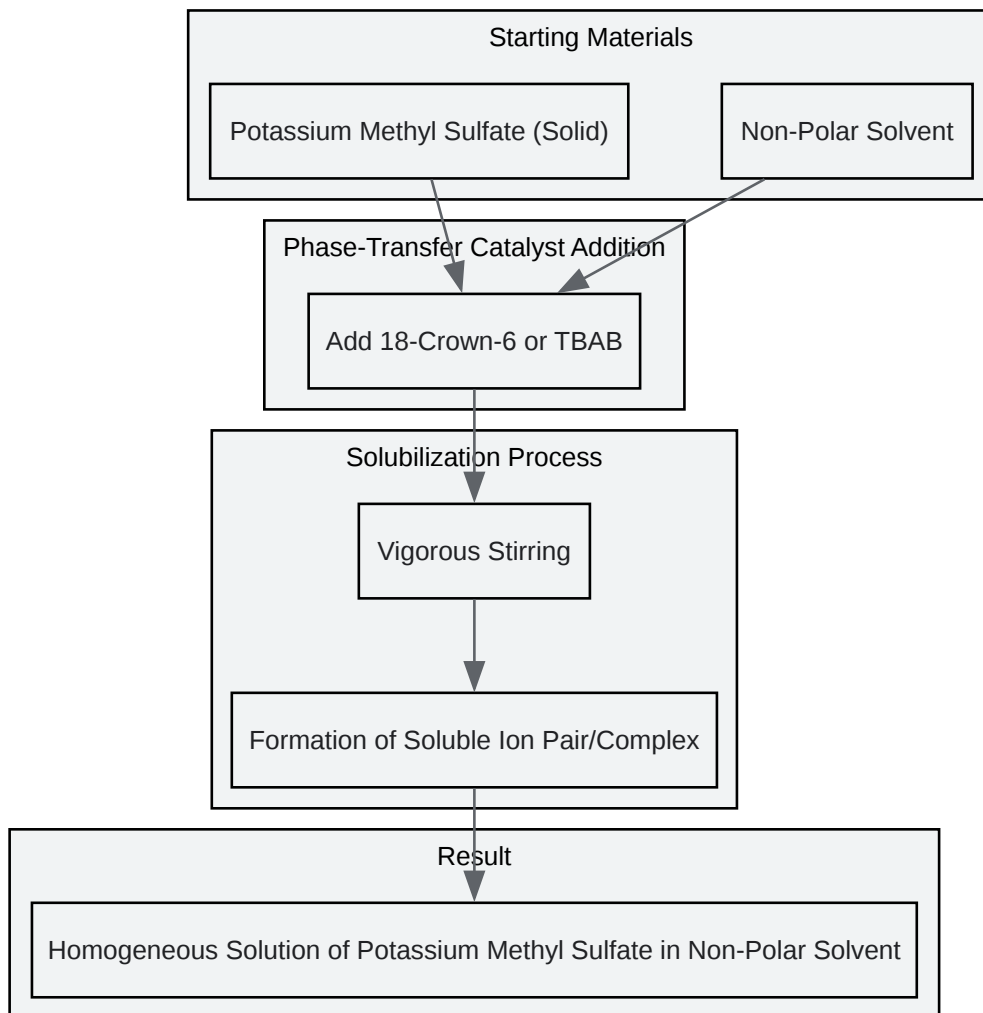 Starting Materials
Potassium Methyl Sulfate (Solid)
Non-Polar Solvent
Phase-Transfer Catalyst Addition
Add 18-Crown-6 or TBAB
Solubilization Process
Vigorous Stirring
Formation of Soluble Ion Pair/Complex
Result
Homogeneous Solution of Potassium Methyl Sulfate in Non-Polar Solvent